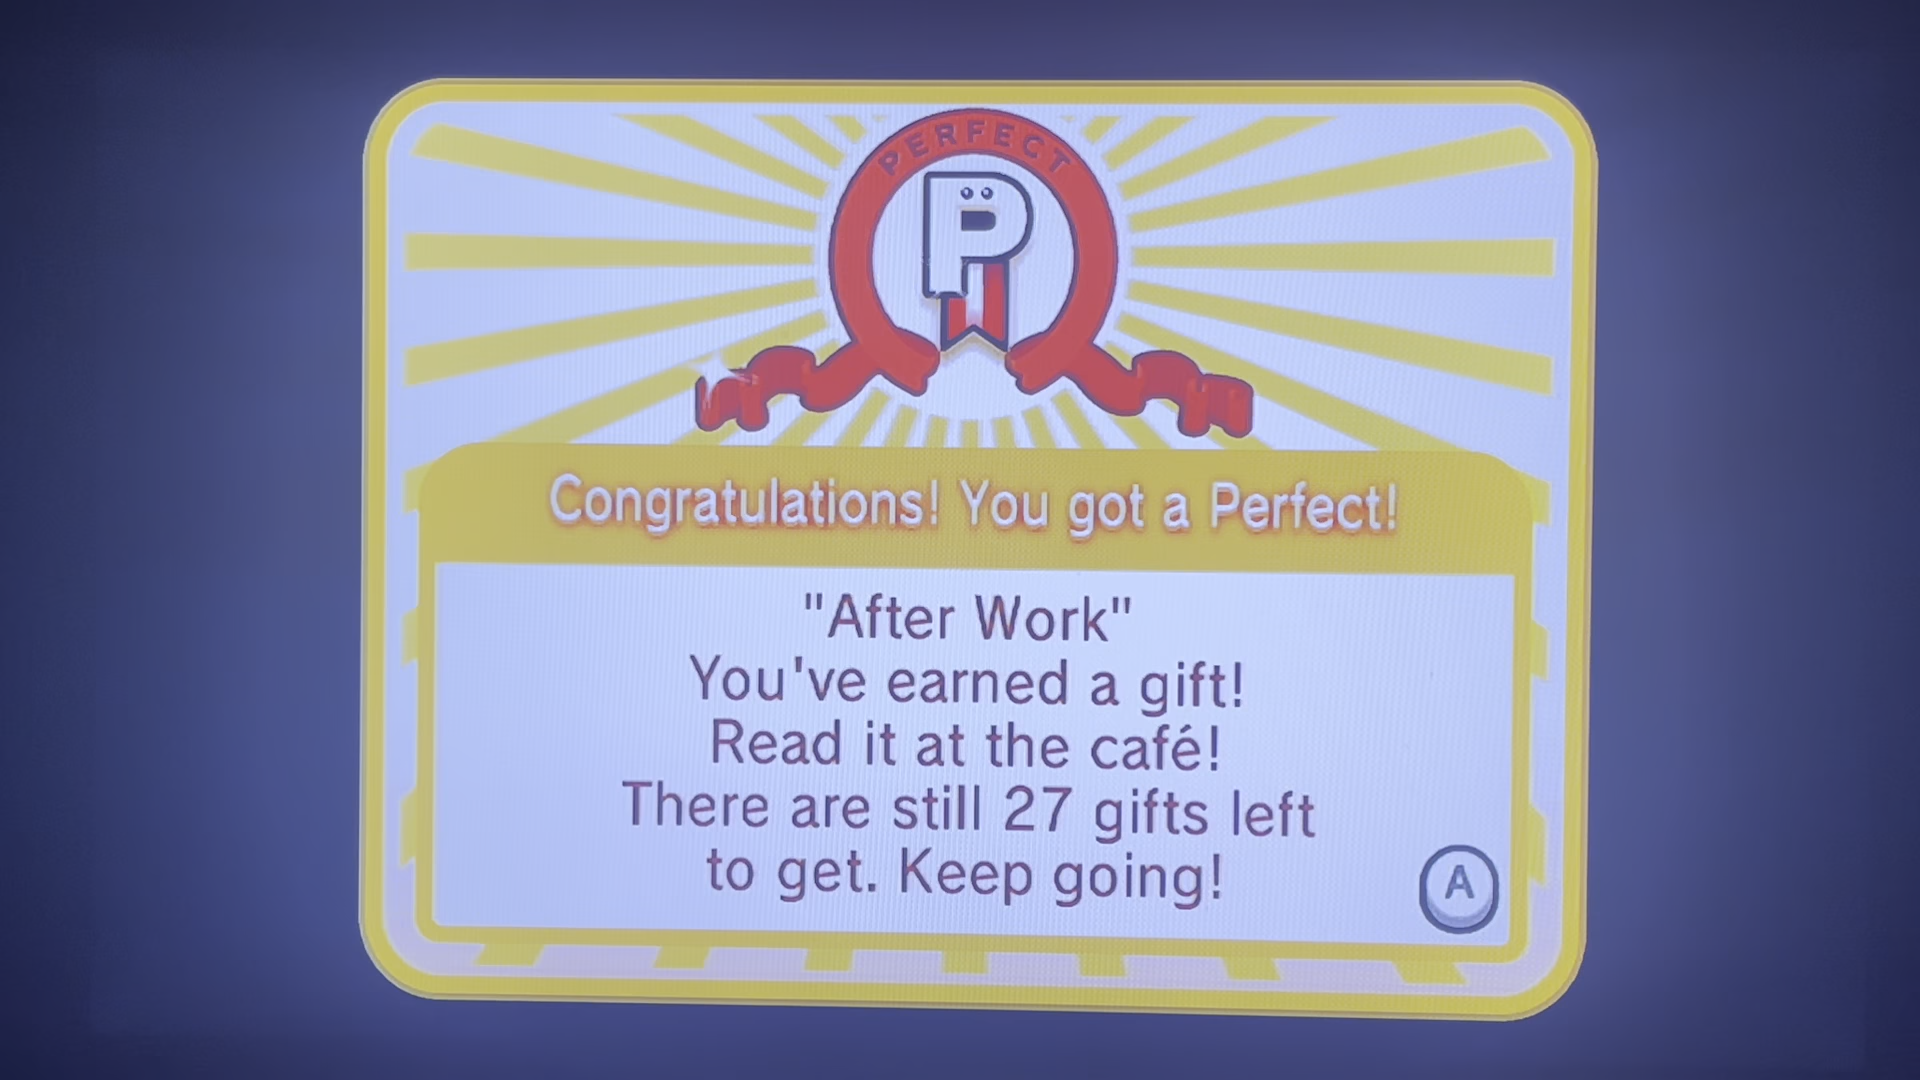 PERFECT
P
Congratulations! You got a Perfect!
"After Work"
You've earned a gift!
Read it at the café!
There are still 27 gifts left
to get. Keep going!
A